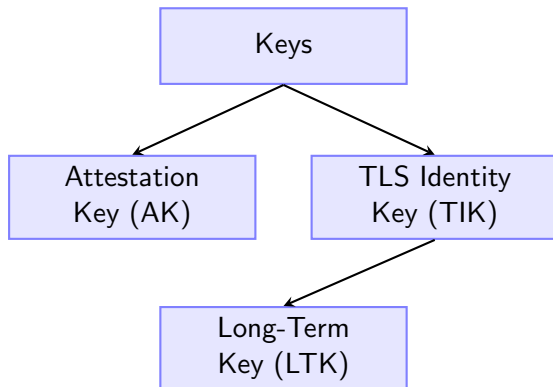 Keys
Attestation
Key (AK)
TLS Identity
Key (TIK)
Long-Term
Key (LTK)